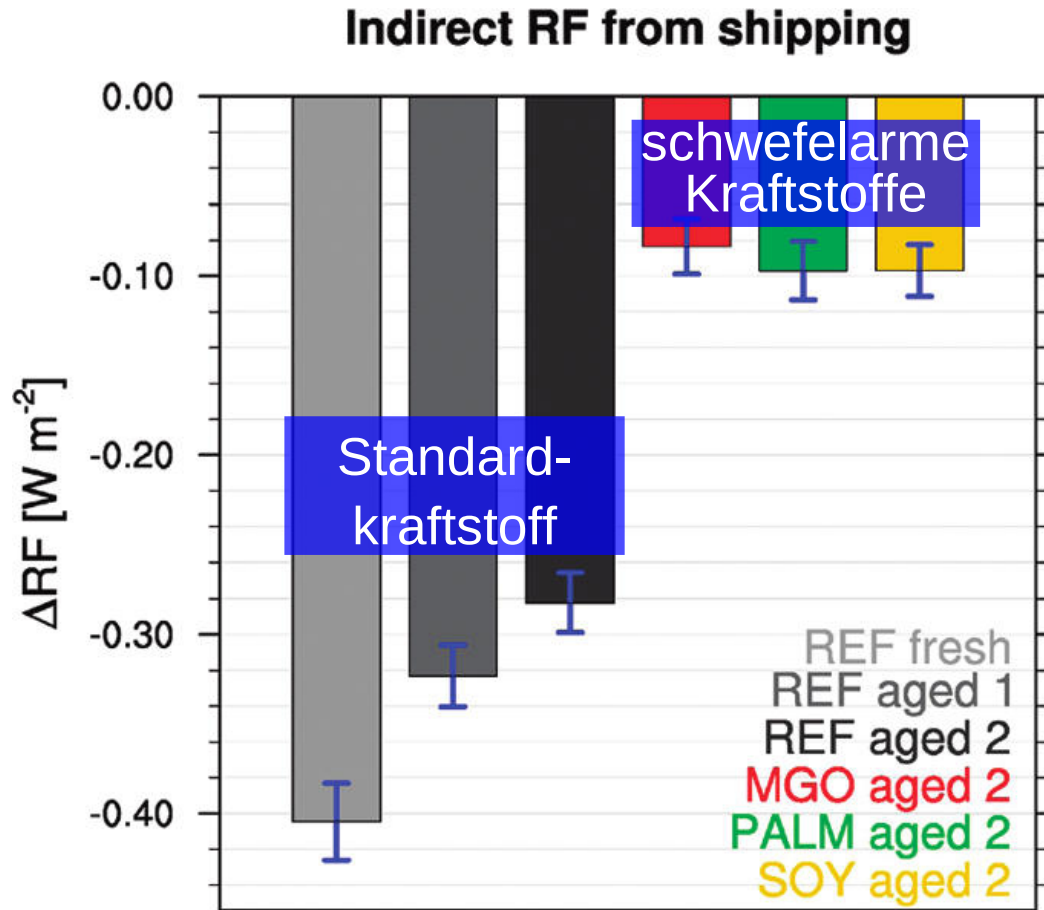 Indirect RF from shipping
0.00
-0.10
-0.20
-0.30
-0.40
ΔRF [W m⁻²]
schwefelarme
Kraftstoffe
Standard-
kraftstoff
REF fresh
REF aged 1
REF aged 2
MGO aged 2
PALM aged 2
SOY aged 2